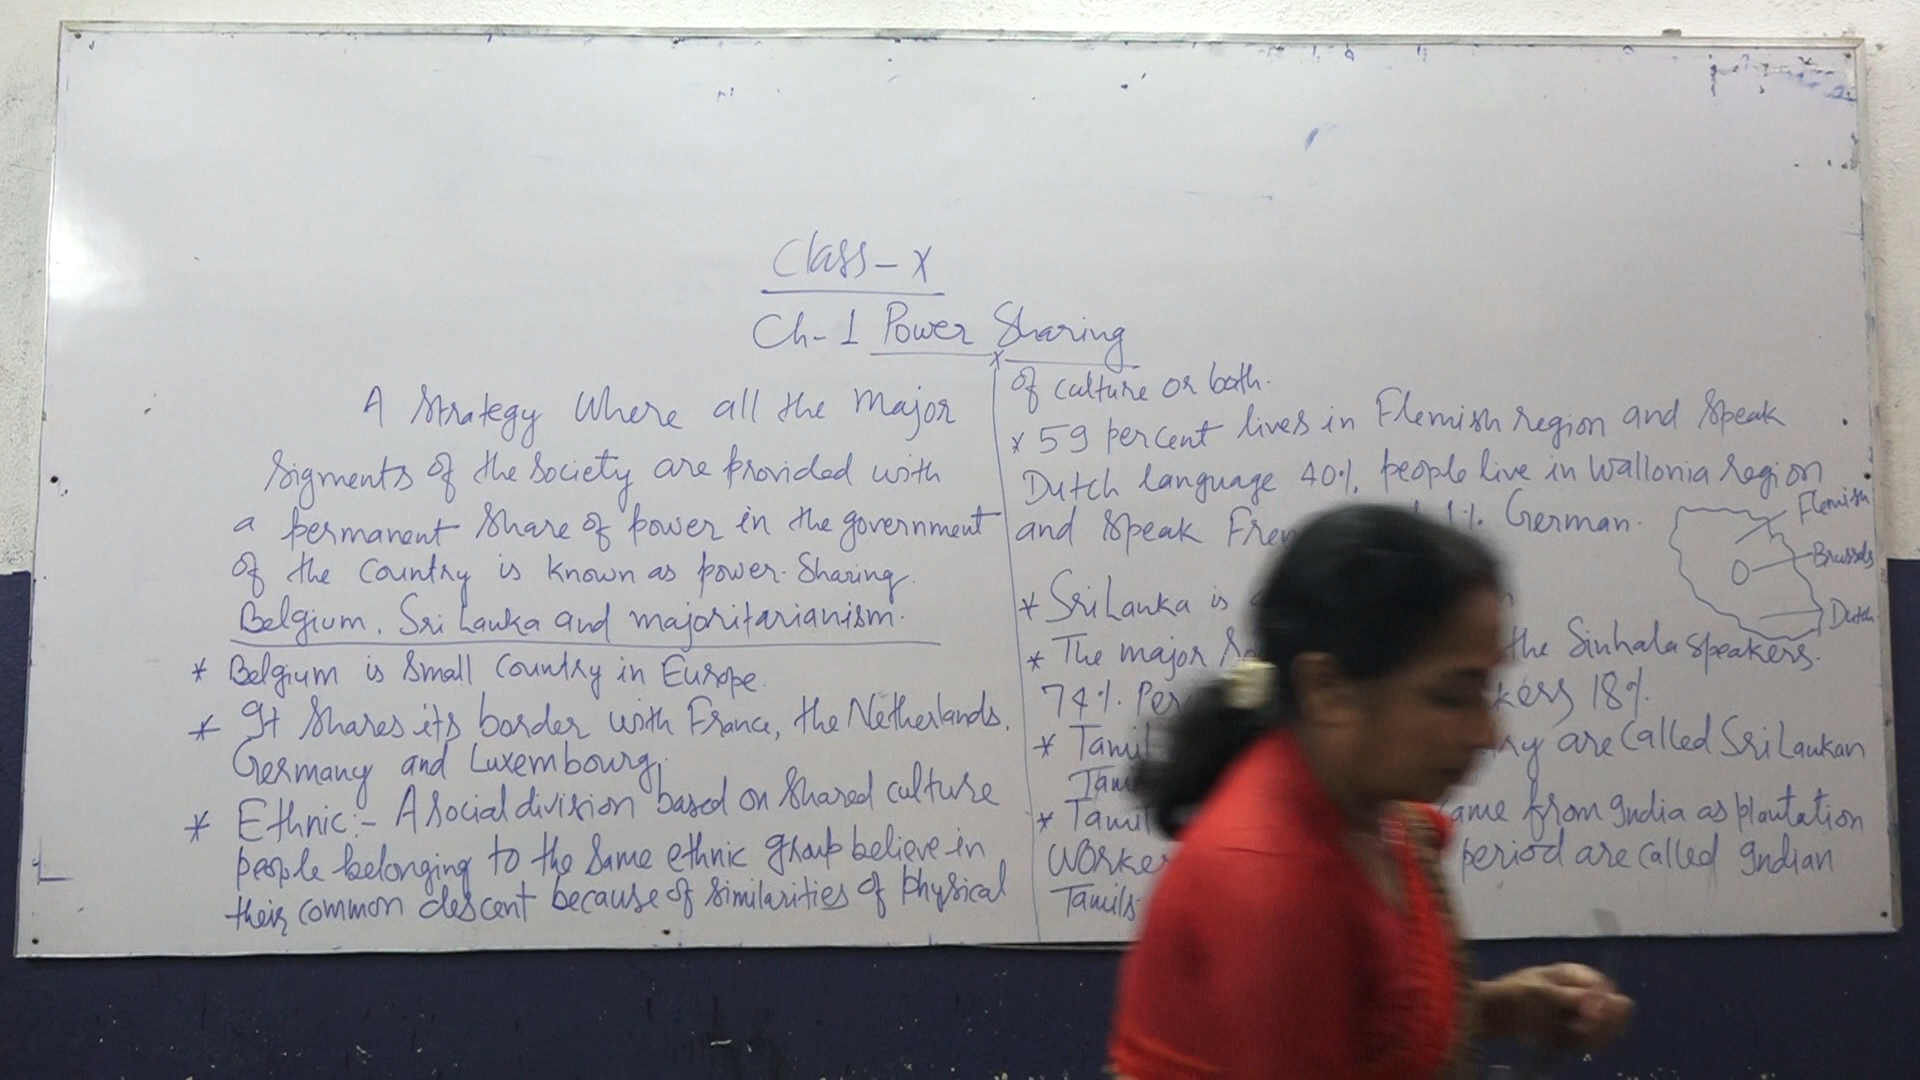 Class - X
Ch-1 Power Sharing
A strategy where all the major
sigments of the society are provided with
a permanent share of power in the government
of the country is known as power. Sharing.
Belgium. Sri Lanka and majoritarianism.
* Belgium is small country in Europe.
* It shares its border with France, the Netherlands.
Germany and Luxembourg.
* Ethnic:- A social division based on shared culture
people belonging to the same ethnic group believe in
their common descent because of similarities of physical
of culture or both.
* 59 percent lives in Flemish region and speak
Dutch language 40%. people live in Wallonia region
and speak 1%. German.
* Sri Lanka is
* The major the Sinhala speakers.
74%. 18%.
* Tamil are called Sri Lankan
* Tamil from India as plantation
period are called Indian
Tamils
Flemish
Brussels
Dutch